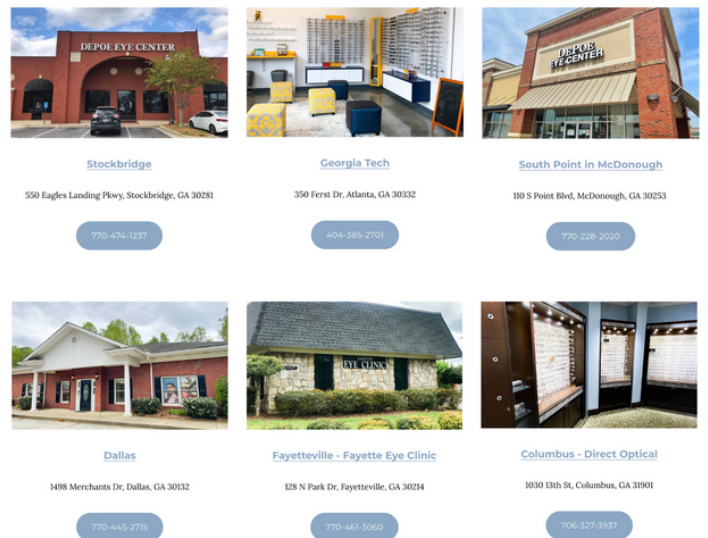 DEPOE EYE CENTER
DEPOE
EYE CENTER
Stockbridge
Georgia Tech
South Point in McDonough
550 Eagles Landing Pkwy, Stockbridge, GA 30281
350 Ferst Dr, Atlanta, GA 30332
110 S Point Blvd, McDonough, GA 30253
770-474-1237
404-385-2701
770-228-2020
EYE CLINIC
Dallas
Fayetteville - Fayette Eye Clinic
Columbus - Direct Optical
1498 Merchants Dr, Dallas, GA 30132
128 N Park Dr, Fayetteville, GA 30214
1030 13th St, Columbus, GA 31901
770-445-2715
770-461-3060
706-327-3937